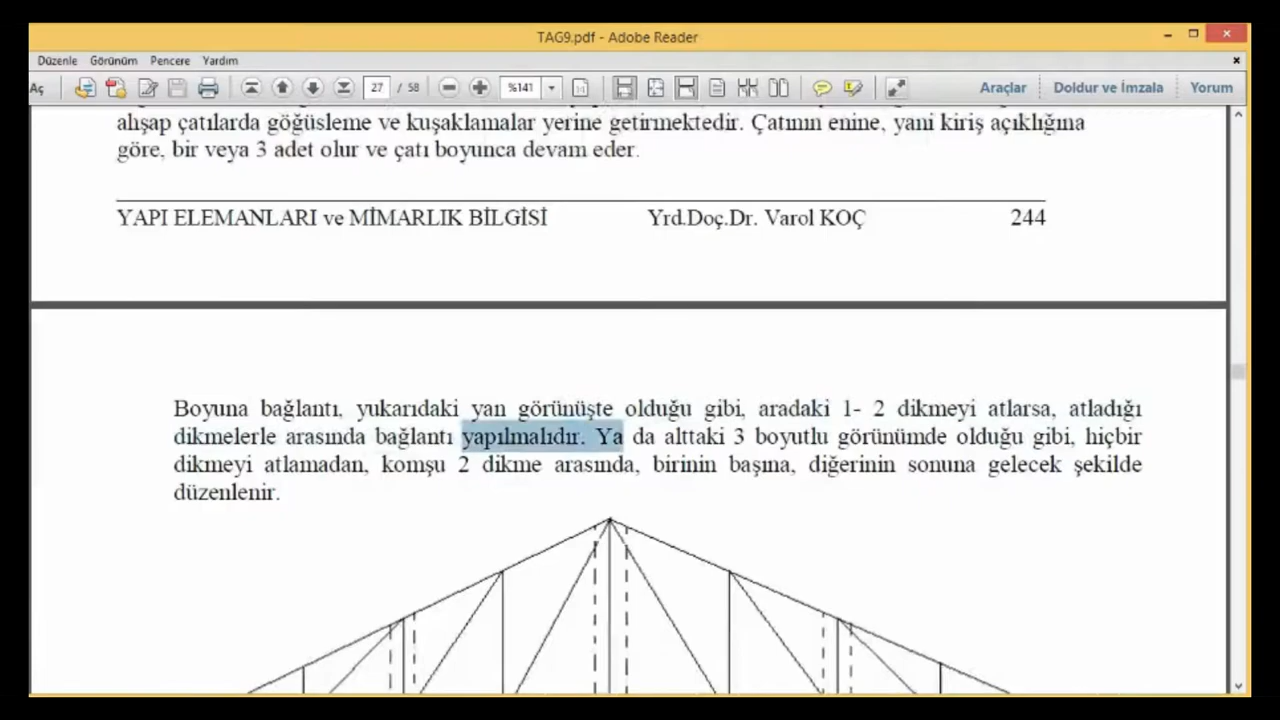 TAG9.pdf - Adobe Reader
Düzenle Görünüm Pencere Yardım
Aç 27 / 58 %141 Araçlar Doldur ve İmzala Yorum
ahşap çatılarda göğüsleme ve kuşaklamalar yerine getirmektedir. Çatının enine, yani kiriş açıklığına
göre, bir veya 3 adet olur ve çatı boyunca devam eder.
YAPI ELEMANLARI ve MİMARLIK BİLGİSİ Yrd.Doç.Dr. Varol KOÇ 244
Boyuna bağlantı, yukarıdaki yan görünüşte olduğu gibi, aradaki 1- 2 dikmeyi atlarsa, atladığı
dikmelerle arasında bağlantı yapılmalıdır. Ya da alttaki 3 boyutlu görünümde olduğu gibi, hiçbir
dikmeyi atlamadan, komşu 2 dikme arasında, birinin başına, diğerinin sonuna gelecek şekilde
düzenlenir.